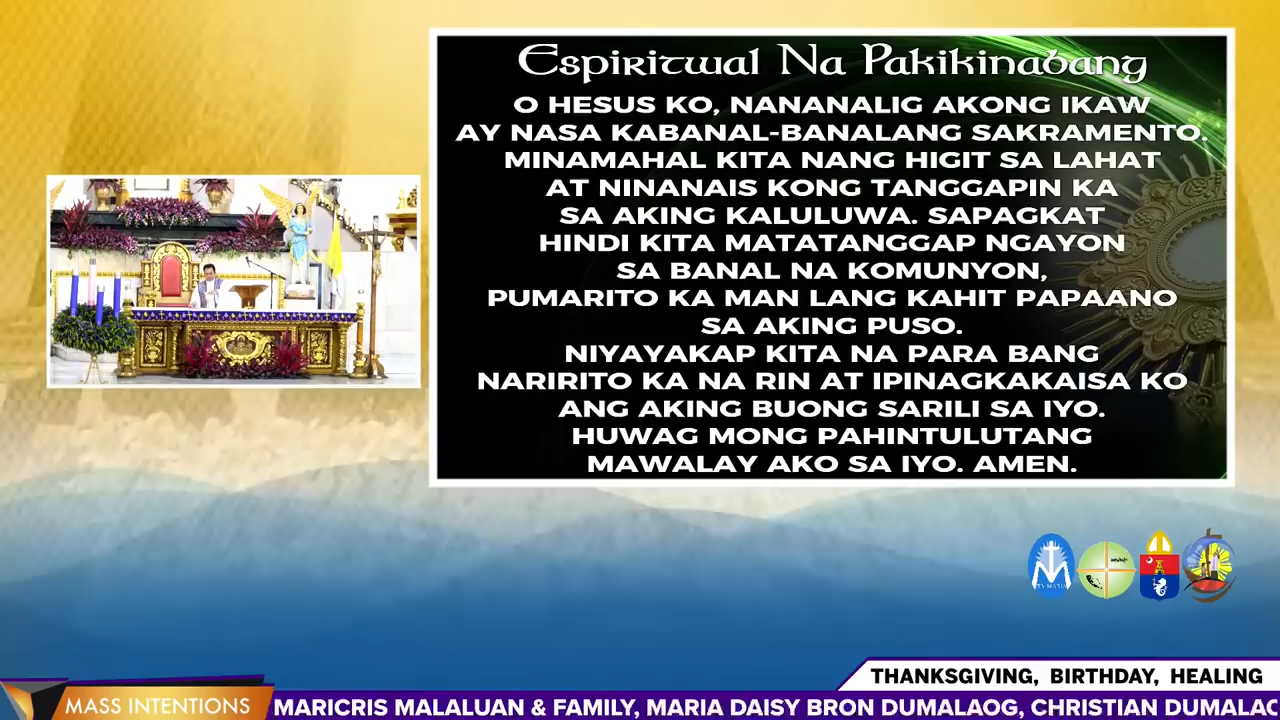 Espiritwal Na Pakikinabang
O HESUS KO, NANANALIG AKONG IKAW
AY NASA KABANAL-BANALANG SAKRAMENTO.
MINAMAHAL KITA NANG HIGIT SA LAHAT
AT NINANAIS KONG TANGGAPIN KA
SA AKING KALULUWA. SAPAGKAT
HINDI KITA MATATANGGAP NGAYON
SA BANAL NA KOMUNYON,
PUMARITO KA MAN LANG KAHIT PAPAANO
SA AKING PUSO.
NIYAYAKAP KITA NA PARA BANG
NARIRITO KA NA RIN AT IPINAGKAKAISA KO
ANG AKING BUONG SARILI SA IYO.
HUWAG MONG PAHINTULUTANG
MAWALAY AKO SA IYO. AMEN.
THANKSGIVING, BIRTHDAY, HEALING
MASS INTENTIONS
MARICRIS MALALUAN & FAMILY, MARIA DAISY BRON DUMALAOG, CHRISTIAN DUMALAO